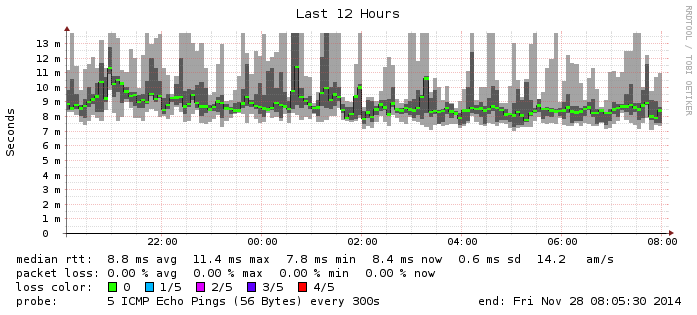 Last 12 Hours
RRDTOOL / TOBI OETIKER
Seconds
13 m
12 m
11 m
10 m
9 m
8 m
7 m
6 m
5 m
4 m
3 m
2 m
1 m
0
22:00 00:00 02:00 04:00 06:00 08:00
median rtt: 8.8 ms avg 11.4 ms max 7.8 ms min 8.4 ms now 0.6 ms sd 14.2 am/s
packet loss: 0.00 % avg 0.00 % max 0.00 % min 0.00 % now
loss color: 0 1/5 2/5 3/5 4/5
probe: 5 ICMP Echo Pings (56 Bytes) every 300s end: Fri Nov 28 08:05:30 2014